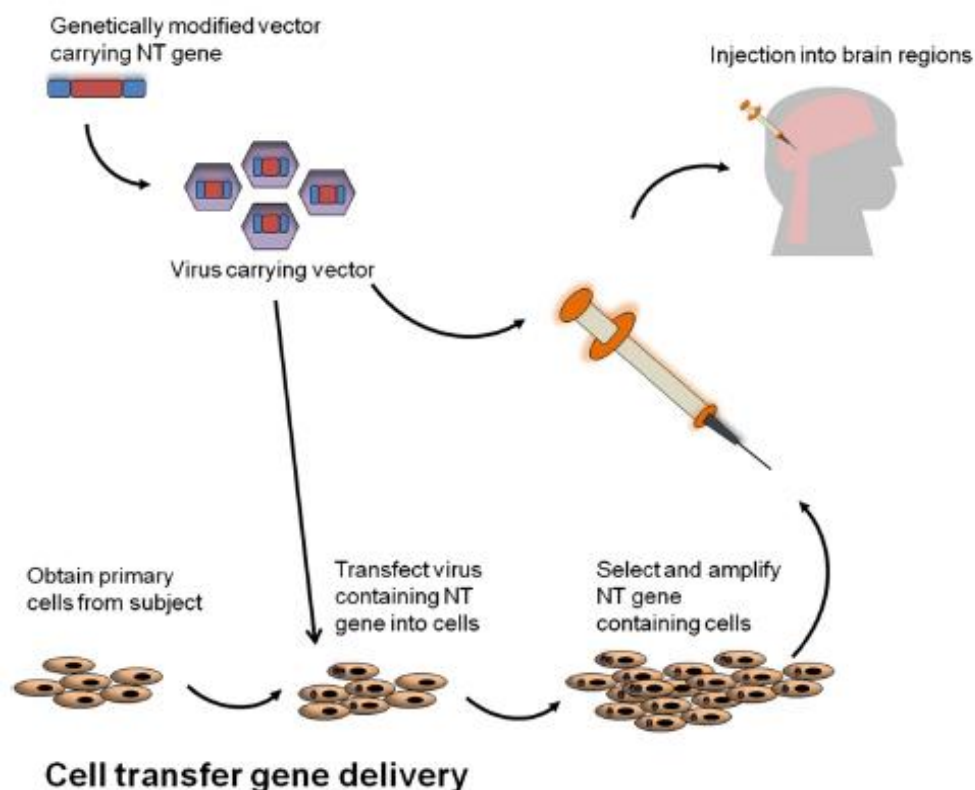 Genetically modified vector
carrying NT gene
Injection into brain regions
Virus carrying vector
Obtain primary
cells from subject
Transfect virus
containing NT
gene into cells
Select and amplify
NT gene
containing cells
Cell transfer gene delivery